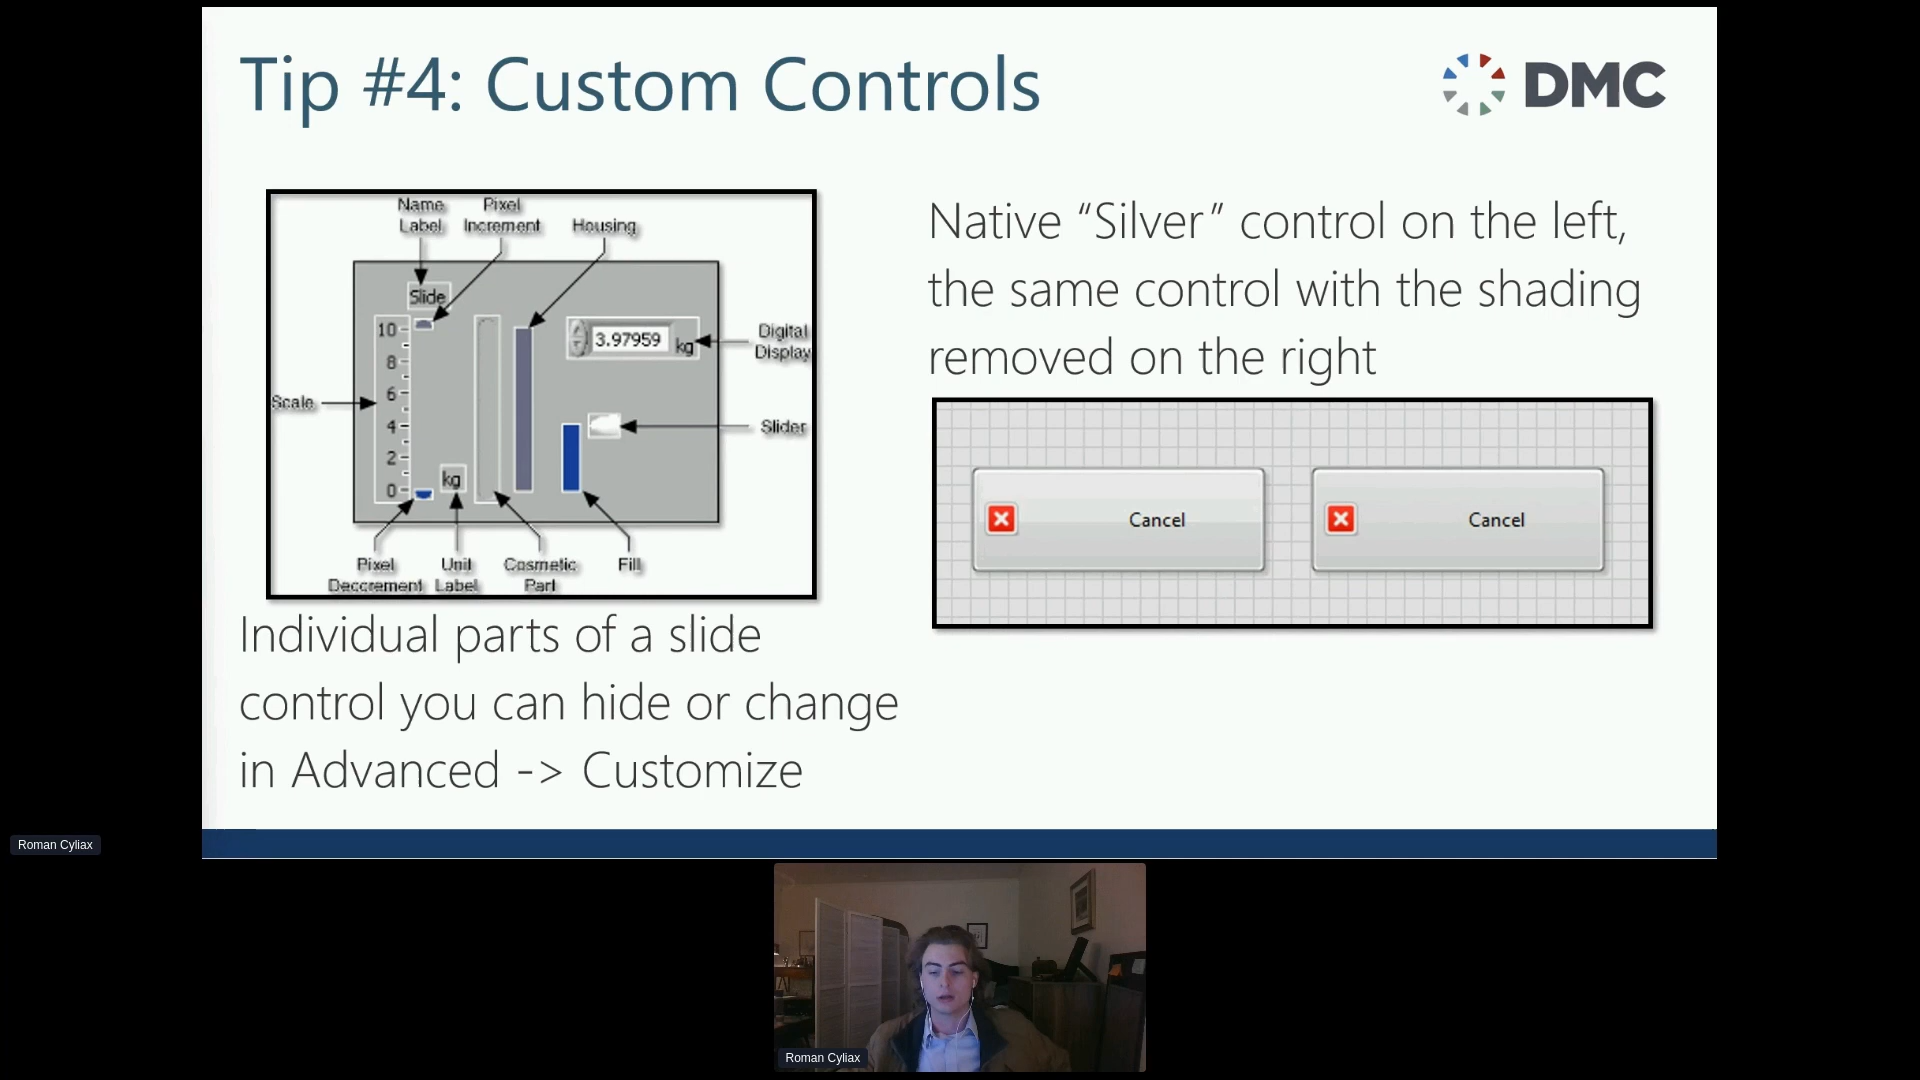 Tip #4: Custom Controls
DMC
Name
Label
Pixel
Increment
Housing
Slide
10
8
6
4
2
0
Scale
kg
3.97959
kg
Digital
Display
Slider
Pixel
Deccrement
Unit
Label
Cosmetic
Part
Fill
Individual parts of a slide
control you can hide or change
in Advanced -> Customize
Native “Silver” control on the left,
the same control with the shading
removed on the right
Cancel
Cancel
Roman Cyliax
Roman Cyliax